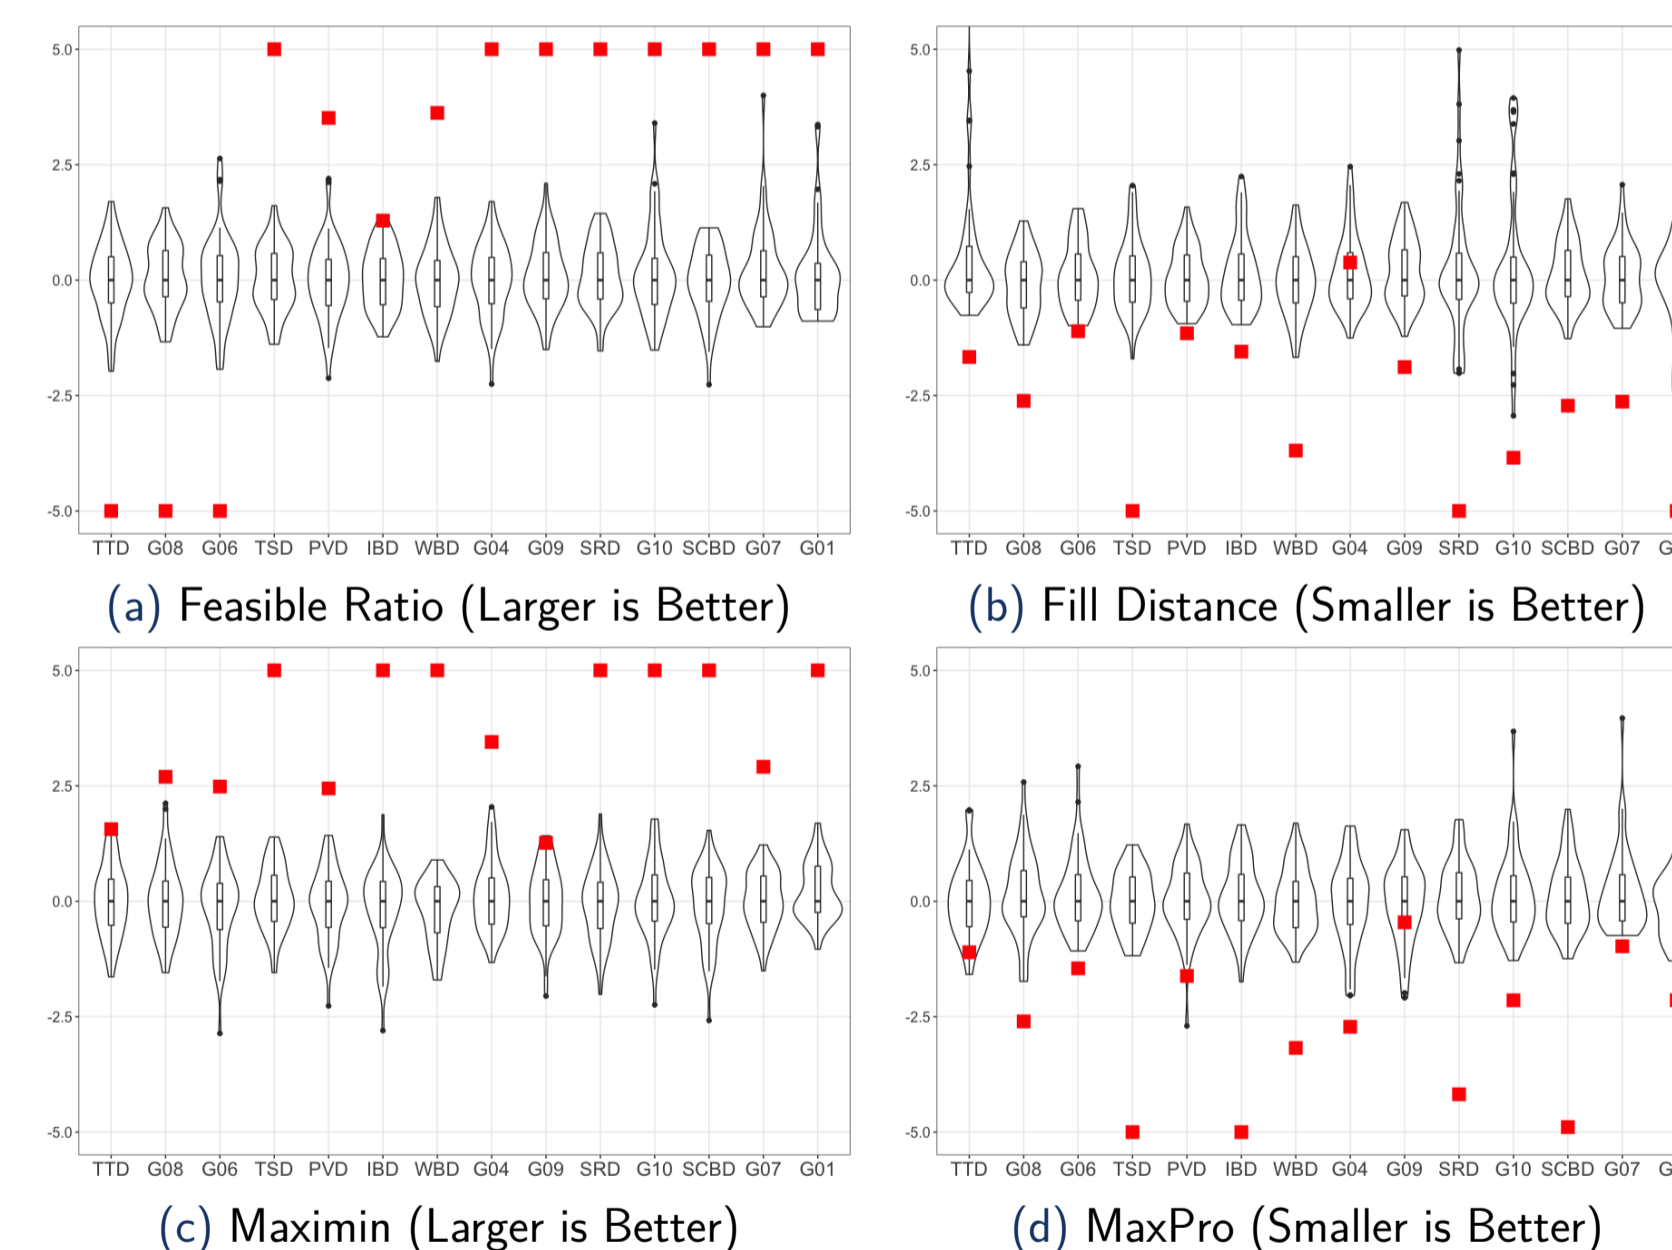 5.0
2.5
0.0
-2.5
-5.0
TTD G08 G06 TSD PVD IBD WBD G04 G09 SRD G10 SCBD G07 G01
(a) Feasible Ratio (Larger is Better)
5.0
2.5
0.0
-2.5
-5.0
TTD G08 G06 TSD PVD IBD WBD G04 G09 SRD G10 SCBD G07
(b) Fill Distance (Smaller is Better)
5.0
2.5
0.0
-2.5
-5.0
TTD G08 G06 TSD PVD IBD WBD G04 G09 SRD G10 SCBD G07 G01
(c) Maximin (Larger is Better)
5.0
2.5
0.0
-2.5
-5.0
TTD G08 G06 TSD PVD IBD WBD G04 G09 SRD G10 SCBD G07
(d) MaxPro (Smaller is Better)